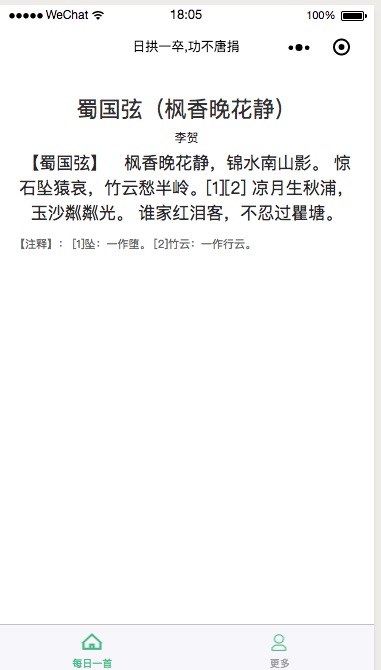 WeChat 18:05 100%
日拱一卒,功不唐捐
蜀国弦（枫香晚花静）
李贺
【蜀国弦】 枫香晚花静，锦水南山影。 惊
石坠猿哀，竹云愁半岭。[1][2] 凉月生秋浦，
玉沙粼粼光。 谁家红泪客，不忍过瞿塘。
【注释】： [1]坠：一作堕。 [2]竹云：一作行云。
每日一首 更多